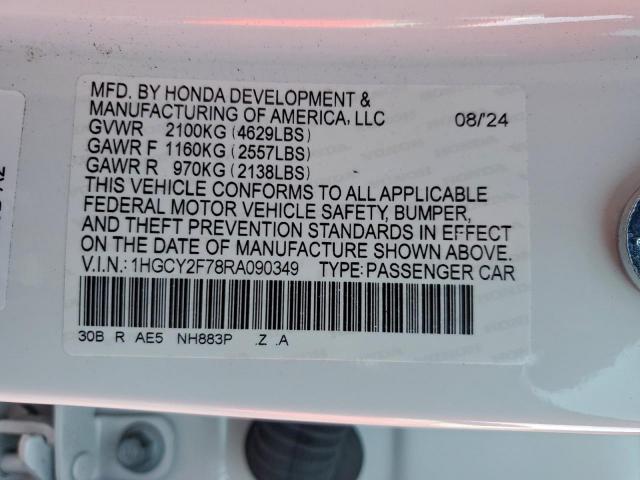 MFD. BY HONDA DEVELOPMENT &
MANUFACTURING OF AMERICA, LLC 08/'24
GVWR 2100KG (4629LBS)
GAWR F 1160KG (2557LBS)
GAWR R 970KG (2138LBS)
THIS VEHICLE CONFORMS TO ALL APPLICABLE
FEDERAL MOTOR VEHICLE SAFETY, BUMPER,
AND THEFT PREVENTION STANDARDS IN EFFECT
ON THE DATE OF MANUFACTURE SHOWN ABOVE.
V.I.N.: 1HGCY2F78RA090349 TYPE: PASSENGER CAR
30B R AE5 NH883P .Z .A